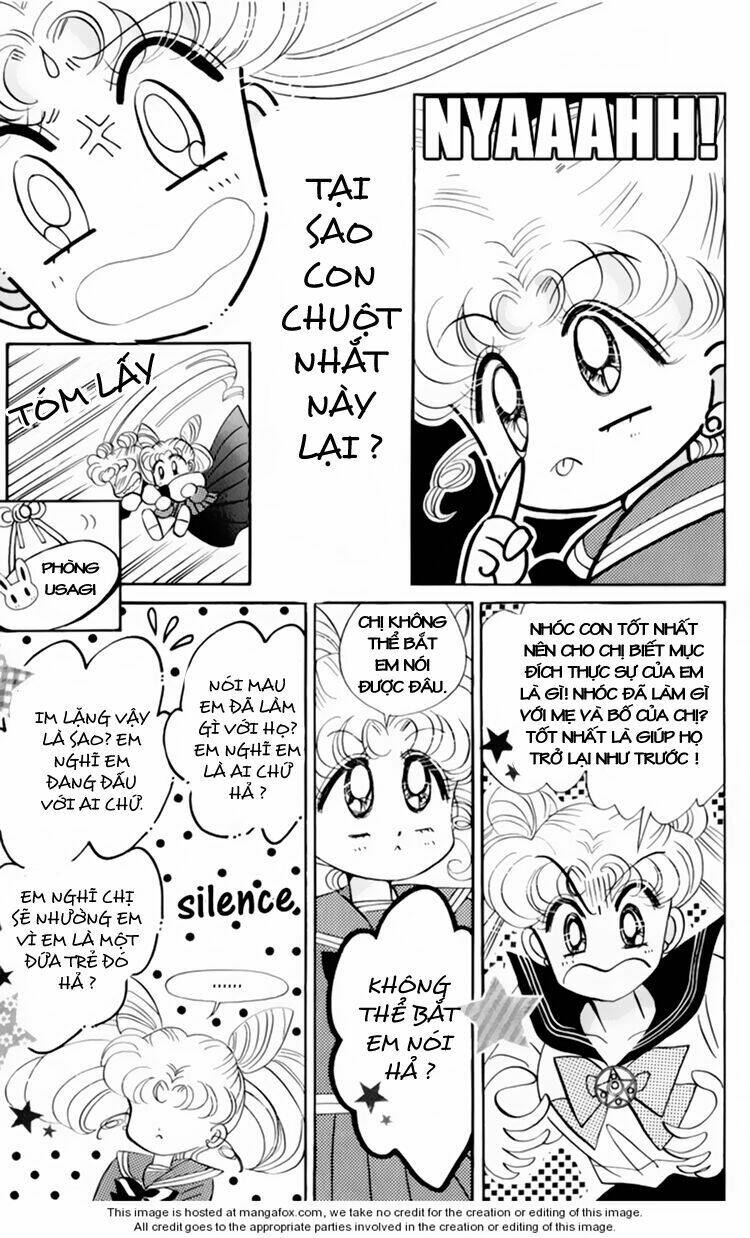 NYAAAHH!
TẠI
SAO
CON
CHUỘT
NHẮT
NÀY
LẠI ?
TÓM LẤY
PHÒNG
USAGI
NHÓC CON TỐT NHẤT
NÊN CHO CHỊ BIẾT MỤC
ĐÍCH THỰC SỰ CỦA EM
LÀ GÌ! NHÓC ĐÃ LÀM GÌ
VỚI MẸ VÀ BỐ CỦA CHỊ?
TỐT NHẤT LÀ GIÚP HỌ
TRỞ LẠI NHƯ TRƯỚC !
CHỊ KHÔNG
THỂ BẮT
EM NÓI
ĐƯỢC ĐÂU.
KHÔNG
THỂ BẮT
EM NÓI
HẢ ?
NÓI MAU
EM ĐÃ LÀM
GÌ VỚI HỌ?
EM NGHĨ EM
LÀ AI CHỨ
HẢ ?
IM LẶNG VẬY
LÀ SAO? EM
NGHĨ EM
ĐANG ĐẤU
VỚI AI CHỨ.
EM NGHĨ CHỊ
SẼ NHƯỜNG EM
VÌ EM LÀ MỘT
ĐỨA TRẺ ĐÓ
HẢ ?
silence
......
This image is hosted at mangafox.com, we take no credit for the creation or editing of this image.
All credit goes to the appropriate parties involved in the creation or editing of this image.